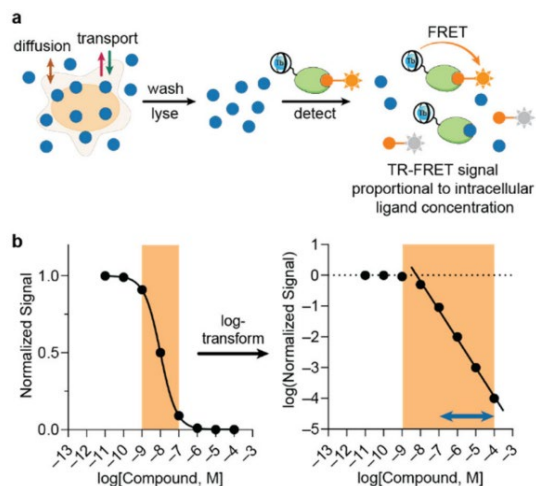 a
diffusion
transport
wash
lyse
Tb
detect
FRET
Tb
Tb
TR-FRET signal
proportional to intracellular
ligand concentration
b
Normalized Signal
1.0
0.5
0.0
−13
−12
−11
−10
−9
−8
−7
−6
−5
−4
−3
log[Compound, M]
log-
transform
log(Normalized Signal)
1
0
−1
−2
−3
−4
−5
−13
−12
−11
−10
−9
−8
−7
−6
−5
−4
−3
log[Compound, M]